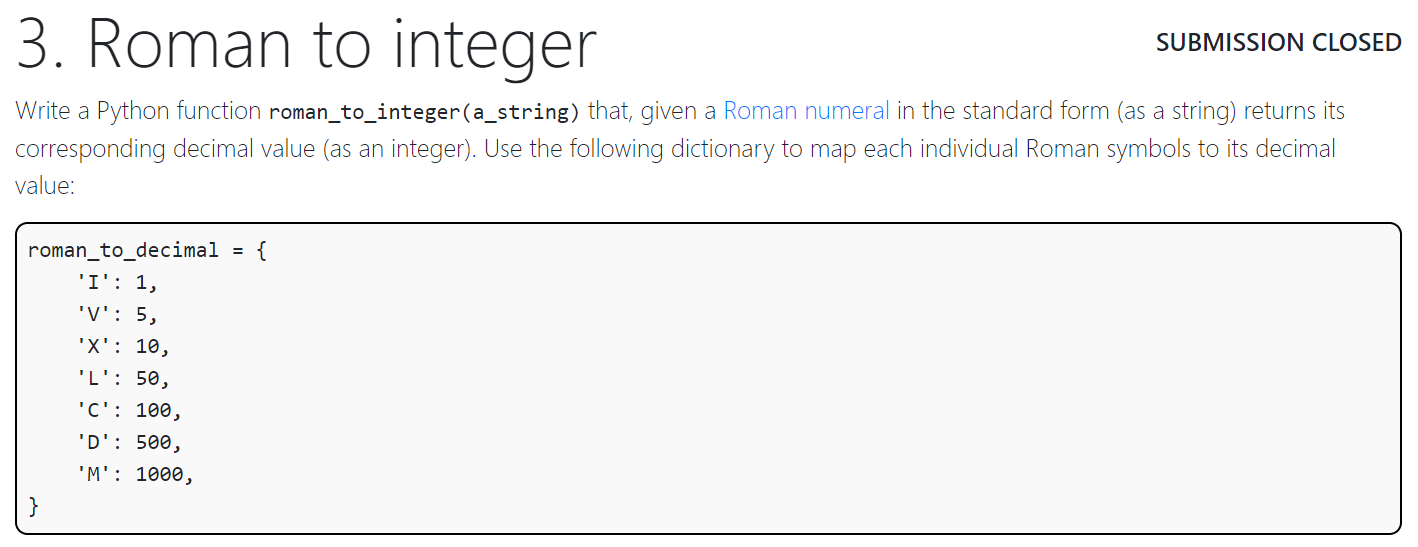 3. Roman to integer
SUBMISSION CLOSED
Write a Python function roman_to_integer(a_string) that, given a Roman numeral in the standard form (as a string) returns its
corresponding decimal value (as an integer). Use the following dictionary to map each individual Roman symbols to its decimal
value:
roman_to_decimal = {
    'I': 1,
    'V': 5,
    'X': 10,
    'L': 50,
    'C': 100,
    'D': 500,
    'M': 1000,
}